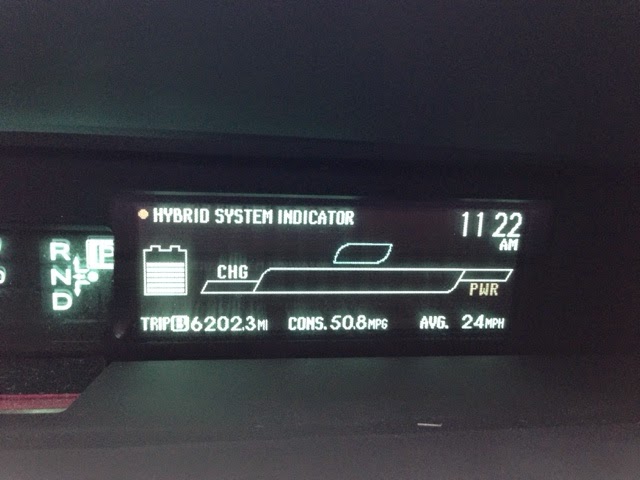 HYBRID SYSTEM INDICATOR
11 22
AM
R
N
D
P
CHG
PWR
TRIP B 6202.3 MI CONS. 50.8 MPG AVG. 24 MPH